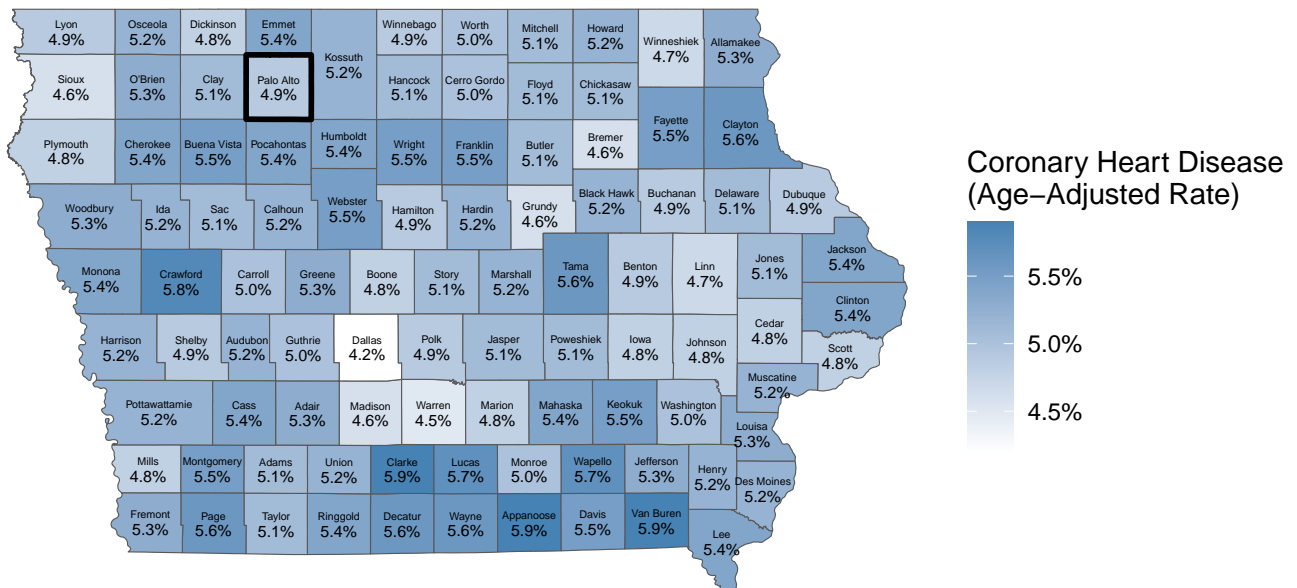 Lyon
4.9%
Osceola
5.2%
Dickinson
4.8%
Emmet
5.4%
Kossuth
5.2%
Winnebago
4.9%
Worth
5.0%
Mitchell
5.1%
Howard
5.2%
Winneshiek
4.7%
Allamakee
5.3%
Sioux
4.6%
O'Brien
5.3%
Clay
5.1%
Palo Alto
4.9%
Hancock
5.1%
Cerro Gordo
5.0%
Floyd
5.1%
Chickasaw
5.1%
Fayette
5.5%
Clayton
5.6%
Plymouth
4.8%
Cherokee
5.4%
Buena Vista
5.5%
Pocahontas
5.4%
Humboldt
5.4%
Wright
5.5%
Franklin
5.5%
Butler
5.1%
Bremer
4.6%
Coronary Heart Disease
(Age−Adjusted Rate)
5.5%
5.0%
4.5%
Woodbury
5.3%
Ida
5.2%
Sac
5.1%
Calhoun
5.2%
Webster
5.5%
Hamilton
4.9%
Hardin
5.2%
Grundy
4.6%
Black Hawk
5.2%
Buchanan
4.9%
Delaware
5.1%
Dubuque
4.9%
Monona
5.4%
Crawford
5.8%
Carroll
5.0%
Greene
5.3%
Boone
4.8%
Story
5.1%
Marshall
5.2%
Tama
5.6%
Benton
4.9%
Linn
4.7%
Jones
5.1%
Jackson
5.4%
Clinton
5.4%
Harrison
5.2%
Shelby
4.9%
Audubon
5.2%
Guthrie
5.0%
Dallas
4.2%
Polk
4.9%
Jasper
5.1%
Poweshiek
5.1%
Iowa
4.8%
Johnson
4.8%
Cedar
4.8%
Scott
4.8%
Muscatine
5.2%
Pottawattamie
5.2%
Cass
5.4%
Adair
5.3%
Madison
4.6%
Warren
4.5%
Marion
4.8%
Mahaska
5.4%
Keokuk
5.5%
Washington
5.0%
Louisa
5.3%
Mills
4.8%
Montgomery
5.5%
Adams
5.1%
Union
5.2%
Clarke
5.9%
Lucas
5.7%
Monroe
5.0%
Wapello
5.7%
Jefferson
5.3%
Henry
5.2%
Des Moines
5.2%
Fremont
5.3%
Page
5.6%
Taylor
5.1%
Ringgold
5.4%
Decatur
5.6%
Wayne
5.6%
Appanoose
5.9%
Davis
5.5%
Van Buren
5.9%
Lee
5.4%